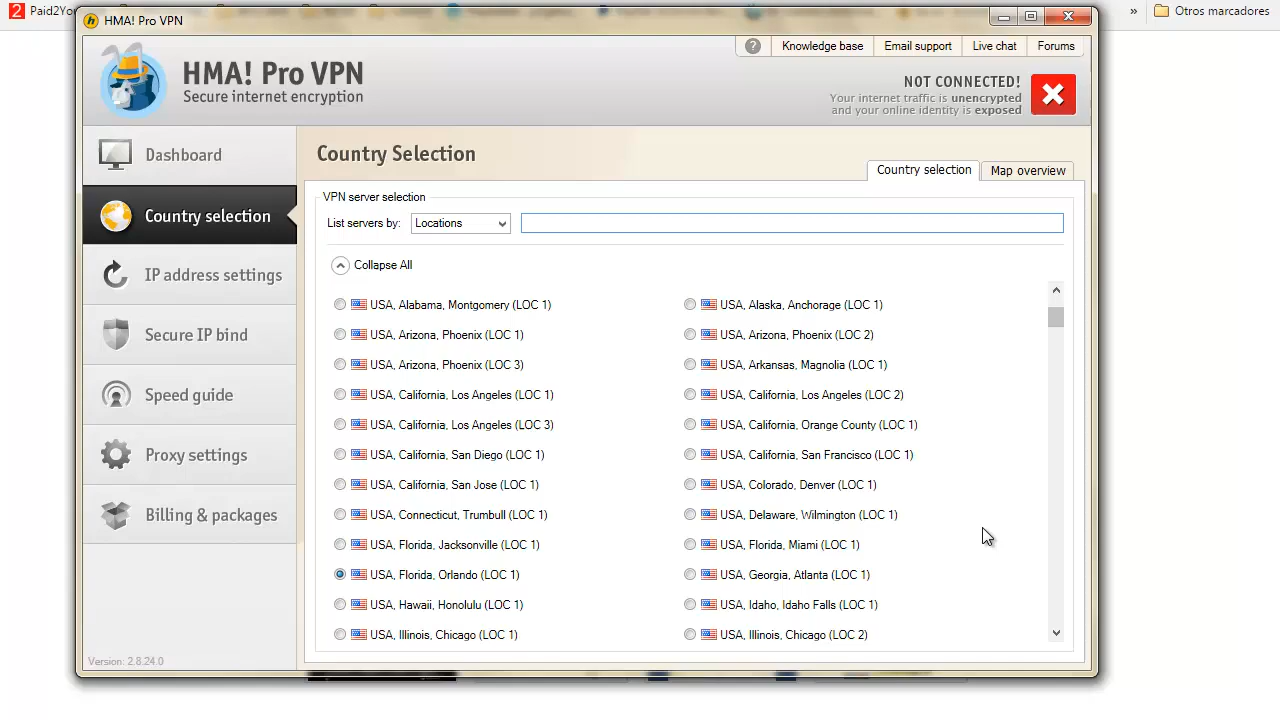 2 Paid2Yo
» Otros marcadores
HMA! Pro VPN
? Knowledge base Email support Live chat Forums
HMA! Pro VPN
Secure internet encryption
NOT CONNECTED!
Your internet traffic is unencrypted
and your online identity is exposed
Dashboard
Country selection
IP address settings
Secure IP bind
Speed guide
Proxy settings
Billing & packages
Version: 2.8.24.0
Country Selection
Country selection Map overview
VPN server selection
List servers by: Locations
Collapse All
USA, Alabama, Montgomery (LOC 1) USA, Alaska, Anchorage (LOC 1)
USA, Arizona, Phoenix (LOC 1) USA, Arizona, Phoenix (LOC 2)
USA, Arizona, Phoenix (LOC 3) USA, Arkansas, Magnolia (LOC 1)
USA, California, Los Angeles (LOC 1) USA, California, Los Angeles (LOC 2)
USA, California, Los Angeles (LOC 3) USA, California, Orange County (LOC 1)
USA, California, San Diego (LOC 1) USA, California, San Francisco (LOC 1)
USA, California, San Jose (LOC 1) USA, Colorado, Denver (LOC 1)
USA, Connecticut, Trumbull (LOC 1) USA, Delaware, Wilmington (LOC 1)
USA, Florida, Jacksonville (LOC 1) USA, Florida, Miami (LOC 1)
USA, Florida, Orlando (LOC 1) USA, Georgia, Atlanta (LOC 1)
USA, Hawaii, Honolulu (LOC 1) USA, Idaho, Idaho Falls (LOC 1)
USA, Illinois, Chicago (LOC 1) USA, Illinois, Chicago (LOC 2)